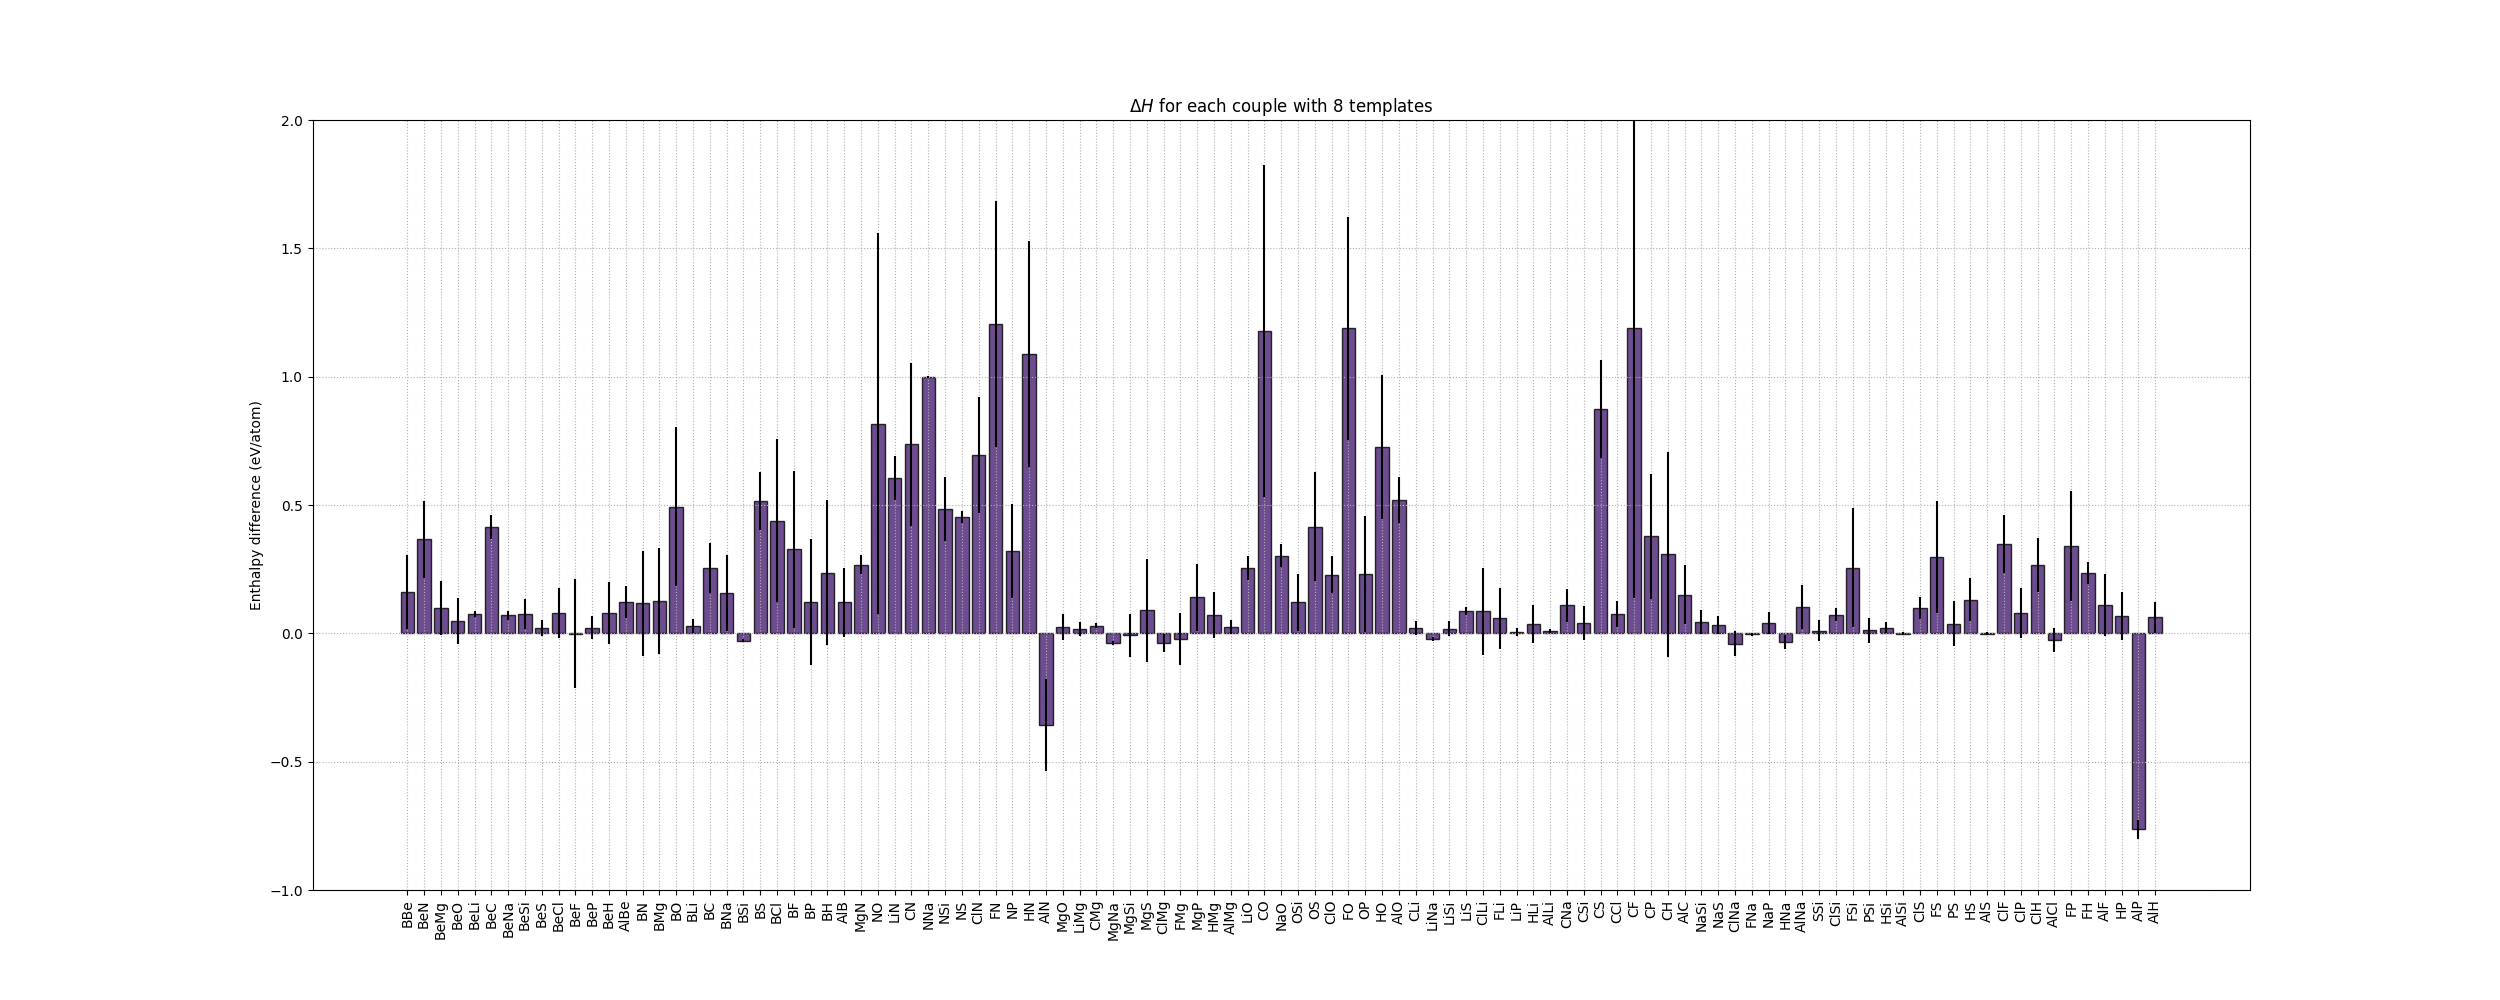 ΔH for each couple with 8 templates
Enthalpy difference (eV/atom)
2.0
1.5
1.0
0.5
0.0
−0.5
−1.0
BBe
BeN
BeMg
BeO
BeLi
BeC
BeNa
BeSi
BeS
BeCl
BeF
BeP
BeH
AlBe
BN
BMg
BO
BLi
BC
BNa
BSi
BS
BCl
BF
BP
BH
AlB
MgN
NO
LiN
CN
NNa
NSi
NS
ClN
FN
NP
HN
AlN
MgO
LiMg
CMg
MgNa
MgSi
MgS
ClMg
FMg
MgP
HMg
AlMg
LiO
CO
NaO
OSi
OS
ClO
FO
OP
HO
AlO
CLi
LiNa
LiSi
LiS
ClLi
FLi
LiP
HLi
AlLi
CNa
CSi
CS
CCl
CF
CP
CH
AlC
NaSi
NaS
ClNa
FNa
NaP
HNa
AlNa
SSi
ClSi
FSi
PSi
HSi
AlSi
ClS
FS
PS
HS
AlS
ClF
ClP
ClH
AlCl
FP
FH
AlF
HP
AlP
AlH